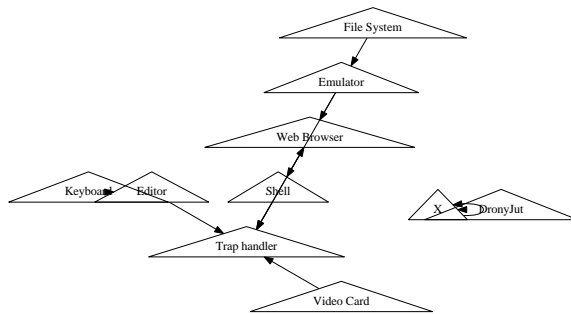 File System
Emulator
Web Browser
Keyboard
Editor
Shell
X
DronyJut
Trap handler
Video Card